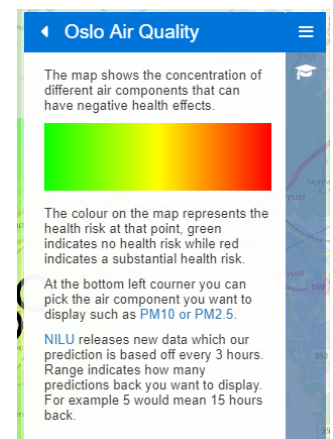 Oslo Air Quality
The map shows the concentration of
different air components that can
have negative health effects.
The colour on the map represents the
health risk at that point, green
indicates no health risk while red
indicates a substantial health risk.
At the bottom left courner you can
pick the air component you want to
display such as PM10 or PM2.5.
NILU releases new data which our
prediction is based off every 3 hours.
Range indicates how many
predictions back you want to display.
For example 5 would mean 15 hours
back.
159
352